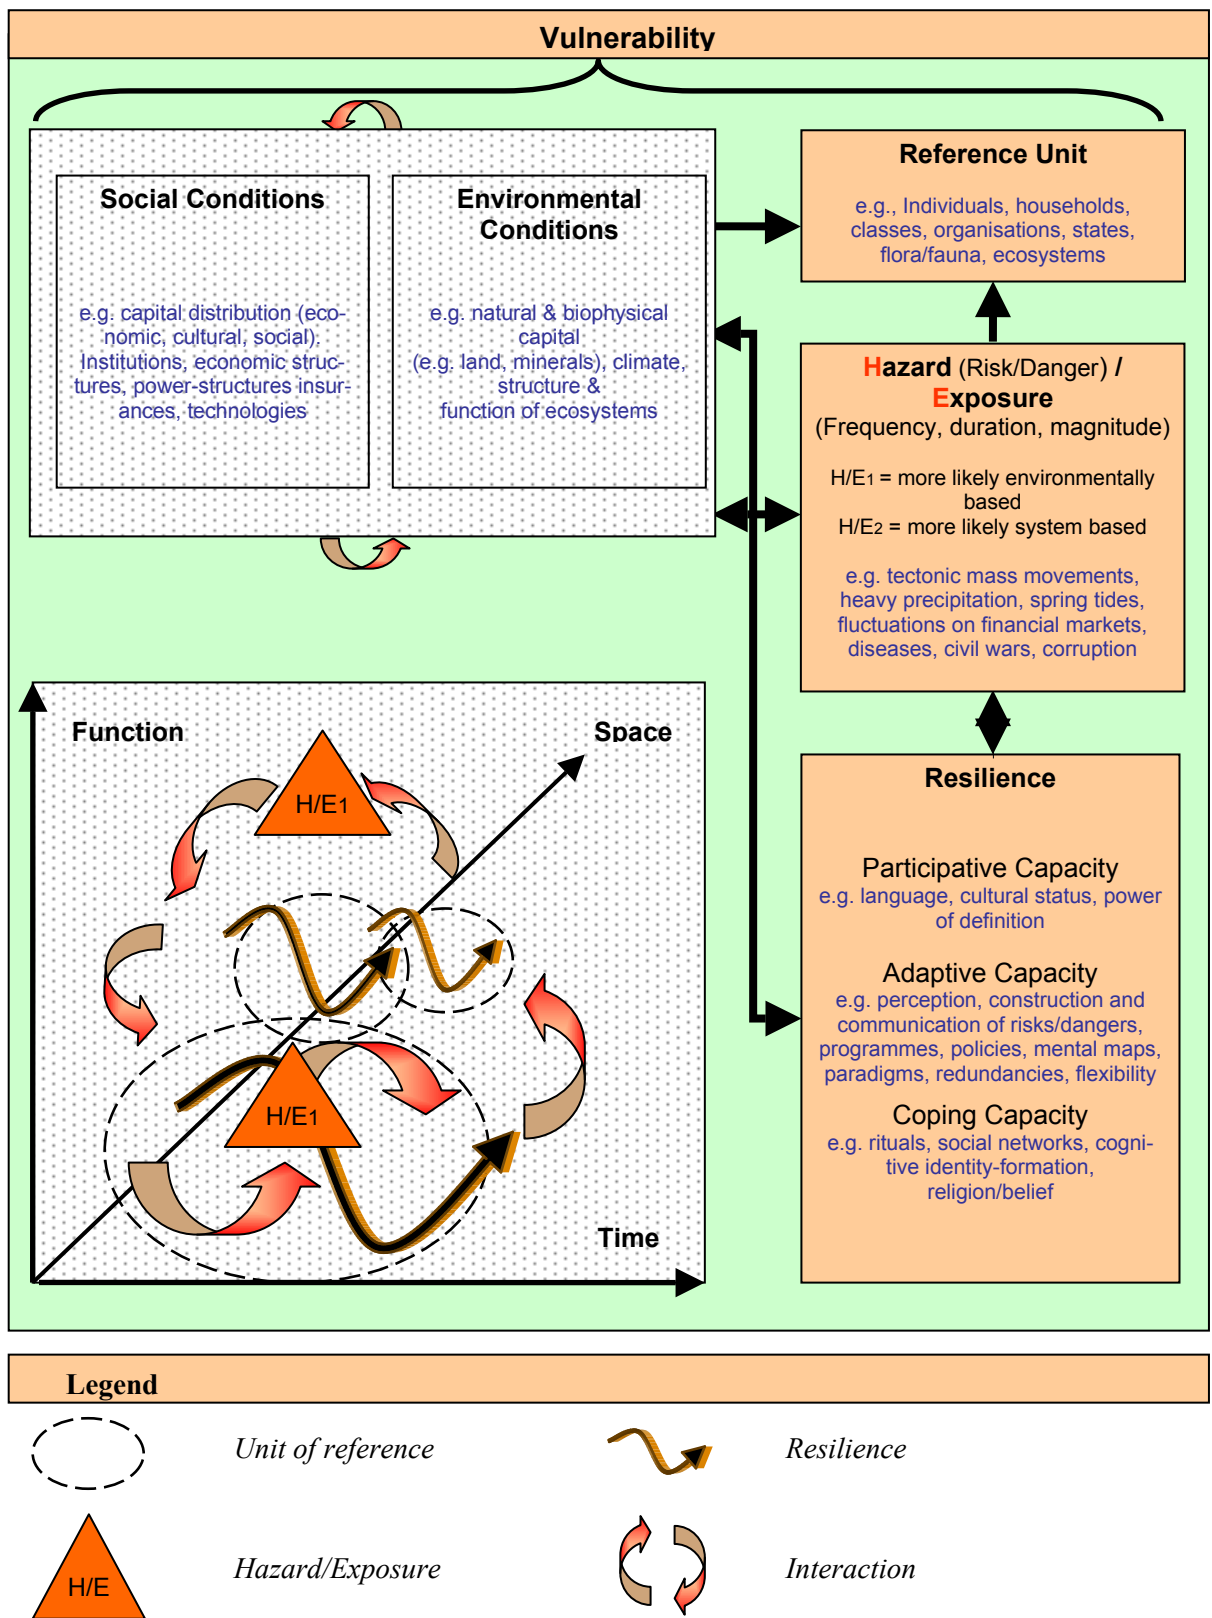 Vulnerability
Social Conditions
e.g. capital distribution (eco-
nomic, cultural, social).
Institutions, economic struc-
tures, power-structures insur-
ances, technologies
Environmental
Conditions
e.g. natural & biophysical
capital
(e.g. land, minerals), climate,
structure &
function of ecosystems
Reference Unit
e.g., Individuals, households,
classes, organisations, states,
flora/fauna, ecosystems
Hazard (Risk/Danger) /
Exposure
(Frequency, duration, magnitude)
H/E1 = more likely environmentally
based
H/E2 = more likely system based
e.g. tectonic mass movements,
heavy precipitation, spring tides,
fluctuations on financial markets,
diseases, civil wars, corruption
Function
Space
H/E1
H/E1
Time
Resilience
Participative Capacity
e.g. language, cultural status, power
of definition
Adaptive Capacity
e.g. perception, construction and
communication of risks/dangers,
programmes, policies, mental maps,
paradigms, redundancies, flexibility
Coping Capacity
e.g. rituals, social networks, cogni-
tive identity-formation,
religion/belief
Legend
Unit of reference
Resilience
H/E
Hazard/Exposure
Interaction